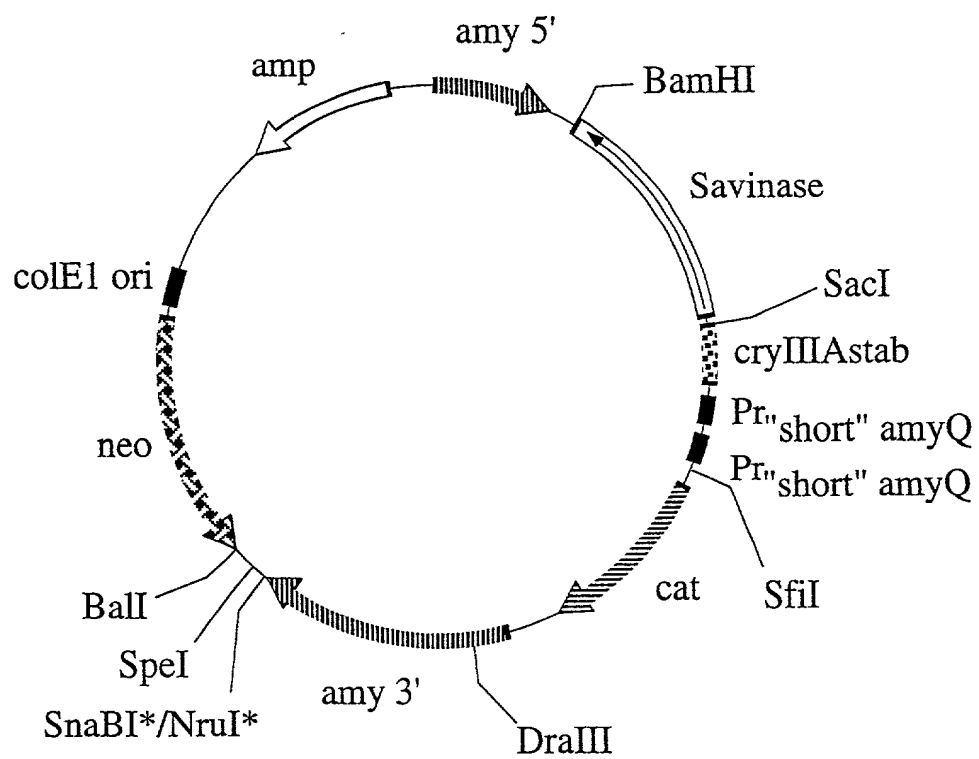 amy 5'
amp
BamHI
Savinase
colE1 ori
SacI
cryIIIAstab
Pr"short" amyQ
Pr"short" amyQ
neo
cat
SfiI
BalI
SpeI
amy 3'
SnaBI*/NruI*
DraIII